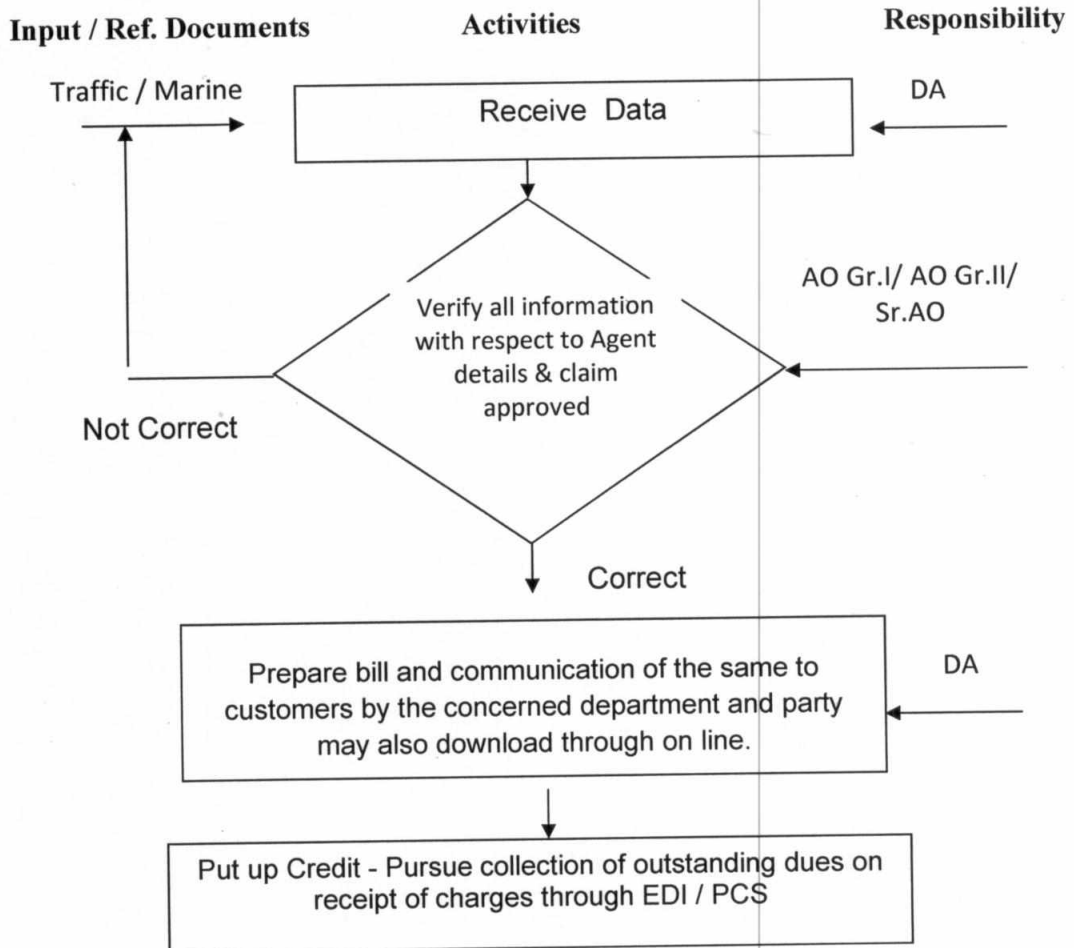 Input / Ref. Documents
Activities
Responsibility
Traffic / Marine
Receive Data
DA
AO Gr.I/ AO Gr.II/
Sr.AO
Verify all information
with respect to Agent
details & claim
approved
Not Correct
Correct
Prepare bill and communication of the same to
customers by the concerned department and party
may also download through on line.
DA
Put up Credit - Pursue collection of outstanding dues on
receipt of charges through EDI / PCS